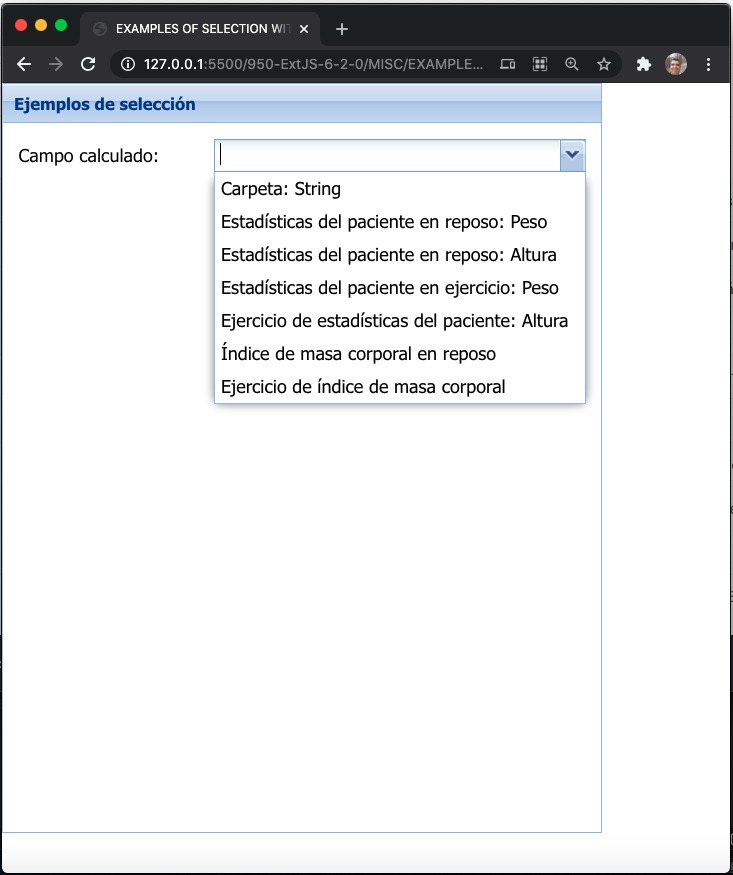 EXAMPLES OF SELECTION WIT
127.0.0.1:5500/950-ExtJS-6-2-0/MISC/EXAMPLE...
Ejemplos de selección
Campo calculado:
Carpeta: String
Estadísticas del paciente en reposo: Peso
Estadísticas del paciente en reposo: Altura
Estadísticas del paciente en ejercicio: Peso
Ejercicio de estadísticas del paciente: Altura
Índice de masa corporal en reposo
Ejercicio de índice de masa corporal